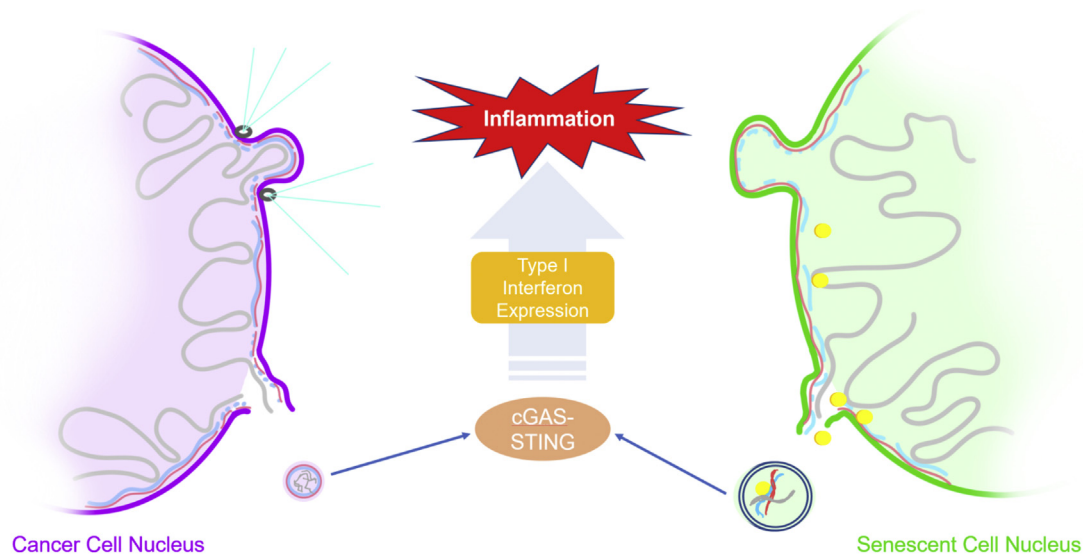 Inflammation
Type I
Interferon
Expression
cGAS-
STING
Cancer Cell Nucleus
Senescent Cell Nucleus